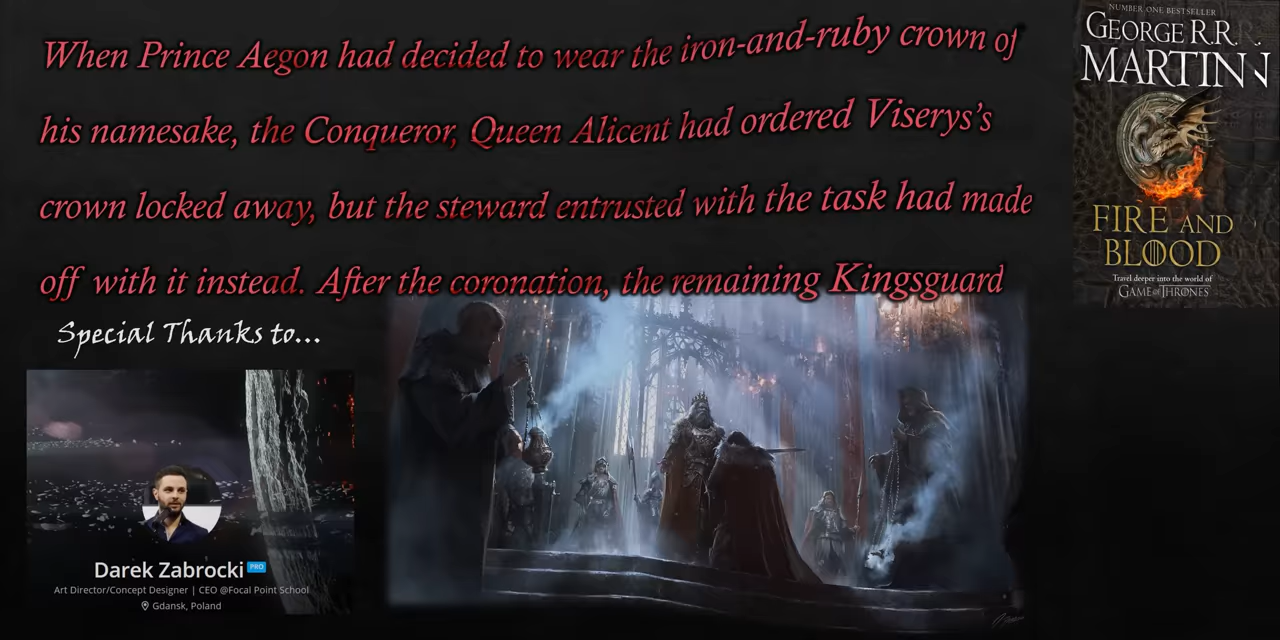 When Prince Aegon had decided to wear the iron-and-ruby crown of
his namesake, the Conqueror, Queen Alicent had ordered Viserys's
crown locked away, but the steward entrusted with the task had made
off with it instead. After the coronation, the remaining Kingsguard
NUMBER ONE BESTSELLER
GEORGE R.R.
MARTIN
FIRE AND
BLOOD
Travel deeper into the world of
GAME OF THRONES
Special Thanks to...
Darek Zabrocki PRO
Art Director/Concept Designer | CEO @Focal Point School
Gdansk, Poland